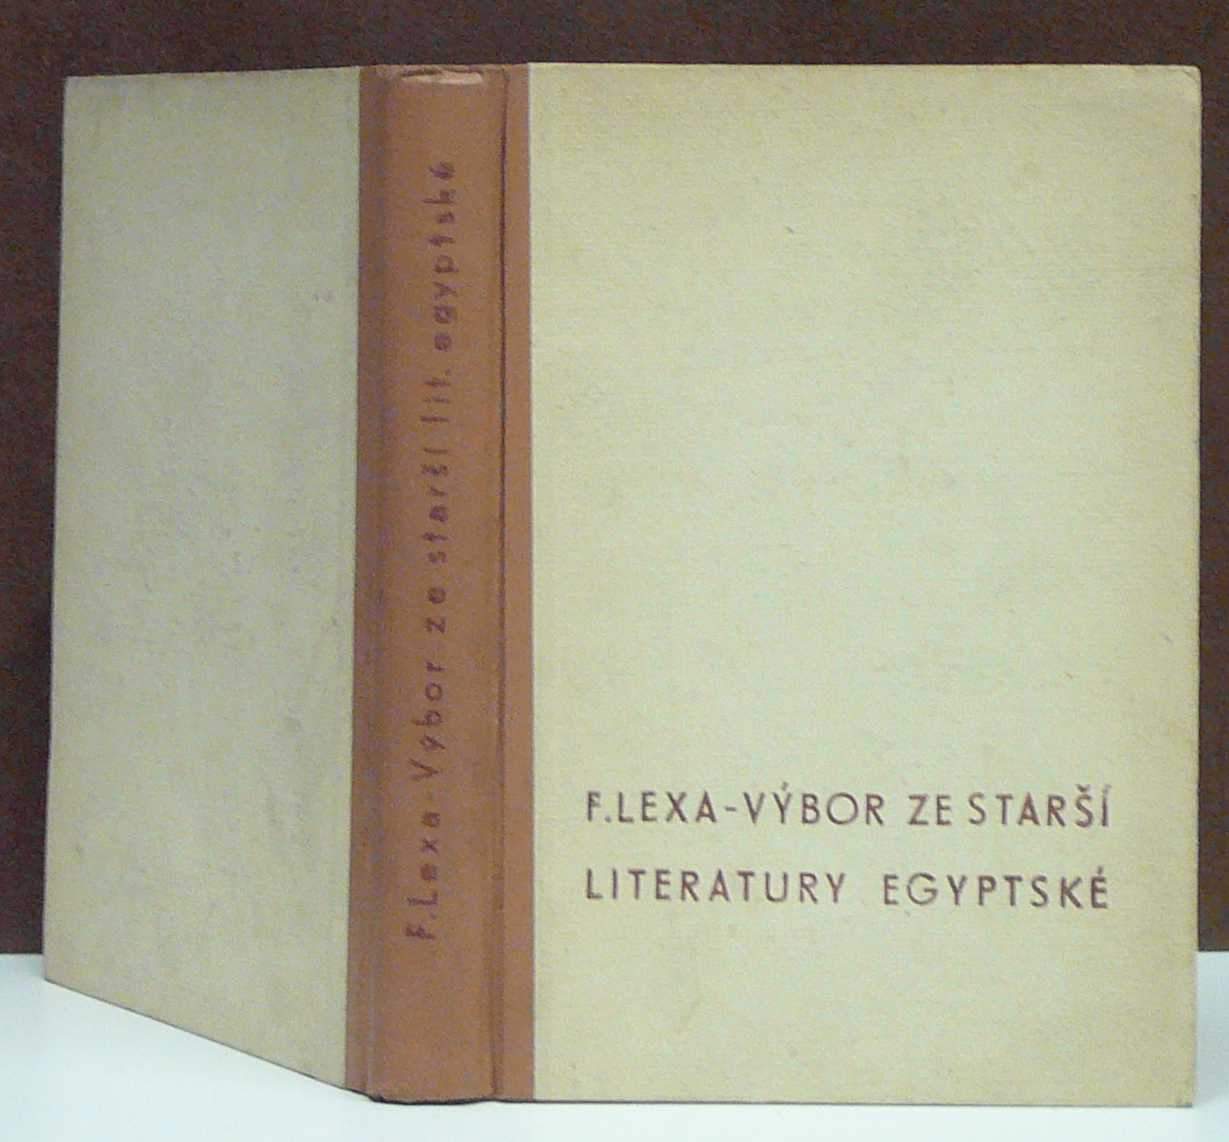 F.Lexa-Výbor ze starší lit. egyptské
F.LEXA-VÝBOR ZE STARŠÍ
LITERATURY EGYPTSKÉ